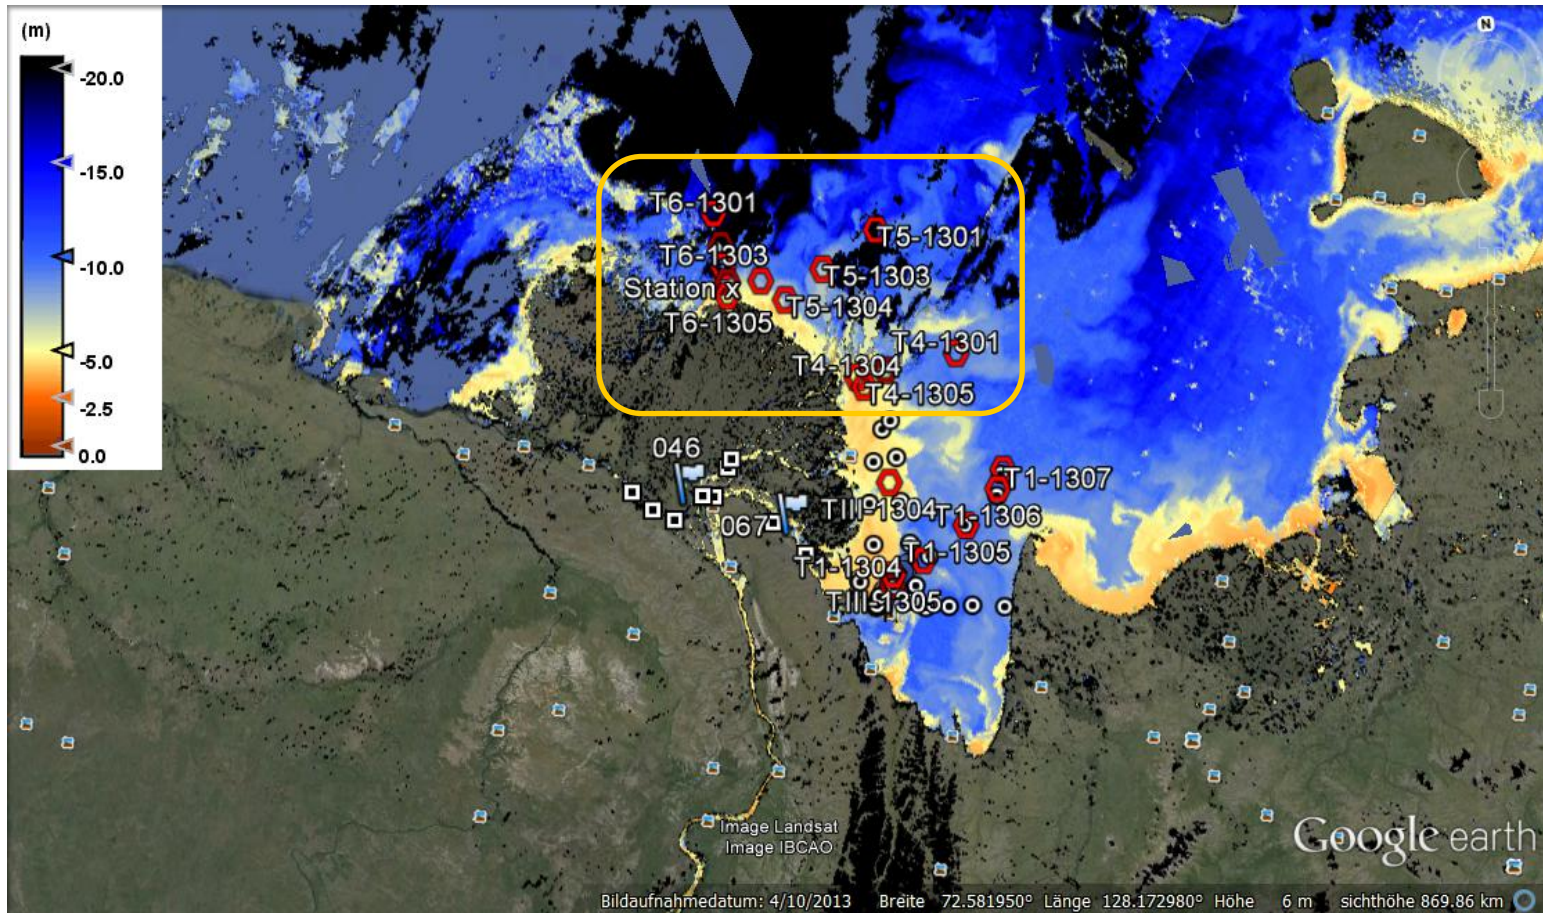 (m)
-20.0
-15.0
-10.0
-5.0
-2.5
0.0
N
T6-1301
T5-1301
T6-1303
T5-1303
Station x
T5-1304
T6-1305
T4-1301
T4-1304
T4-1305
046
T1-1307
067
TIII-1304
T1-1306
T1-1305
T1-1304
TIII-1305
Image Landsat
Image IBCAO
Google earth
Bildaufnahmedatum: 4/10/2013 Breite 72.581950° Länge 128.172980° Höhe 6 m sichthöhe 869.86 km